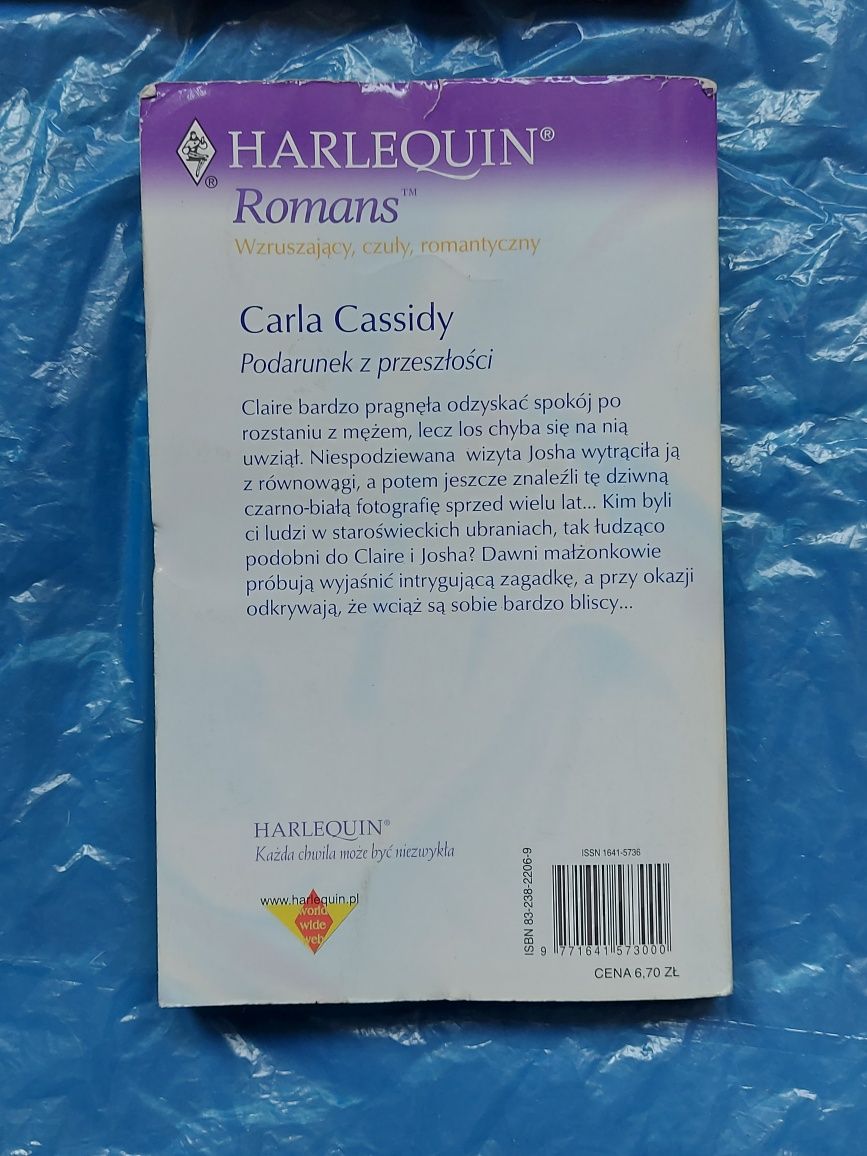 HARLEQUIN®
®
Romans™
Wzruszający, czuły, romantyczny
Carla Cassidy
Podarunek z przeszłości
Claire bardzo pragnęła odzyskać spokój po
rozstaniu z mężem, lecz los chyba się na nią
uwziął. Niespodziewana wizyta Josha wytrąciła ją
z równowagi, a potem jeszcze znaleźli tę dziwną
czarno-białą fotografię sprzed wielu lat... Kim byli
ci ludzi w staroświeckich ubraniach, tak łudząco
podobni do Claire i Josha? Dawni małżonkowie
próbują wyjaśnić intrygującą zagadkę, a przy okazji
odkrywają, że wciąż są sobie bardzo bliscy...
HARLEQUIN®
Każda chwila może być niezwykła
www.harlequin.pl
world
wide
web
ISBN 83-238-2206-9
ISSN 1641-5736
9 771641 573000
CENA 6,70 ZŁ